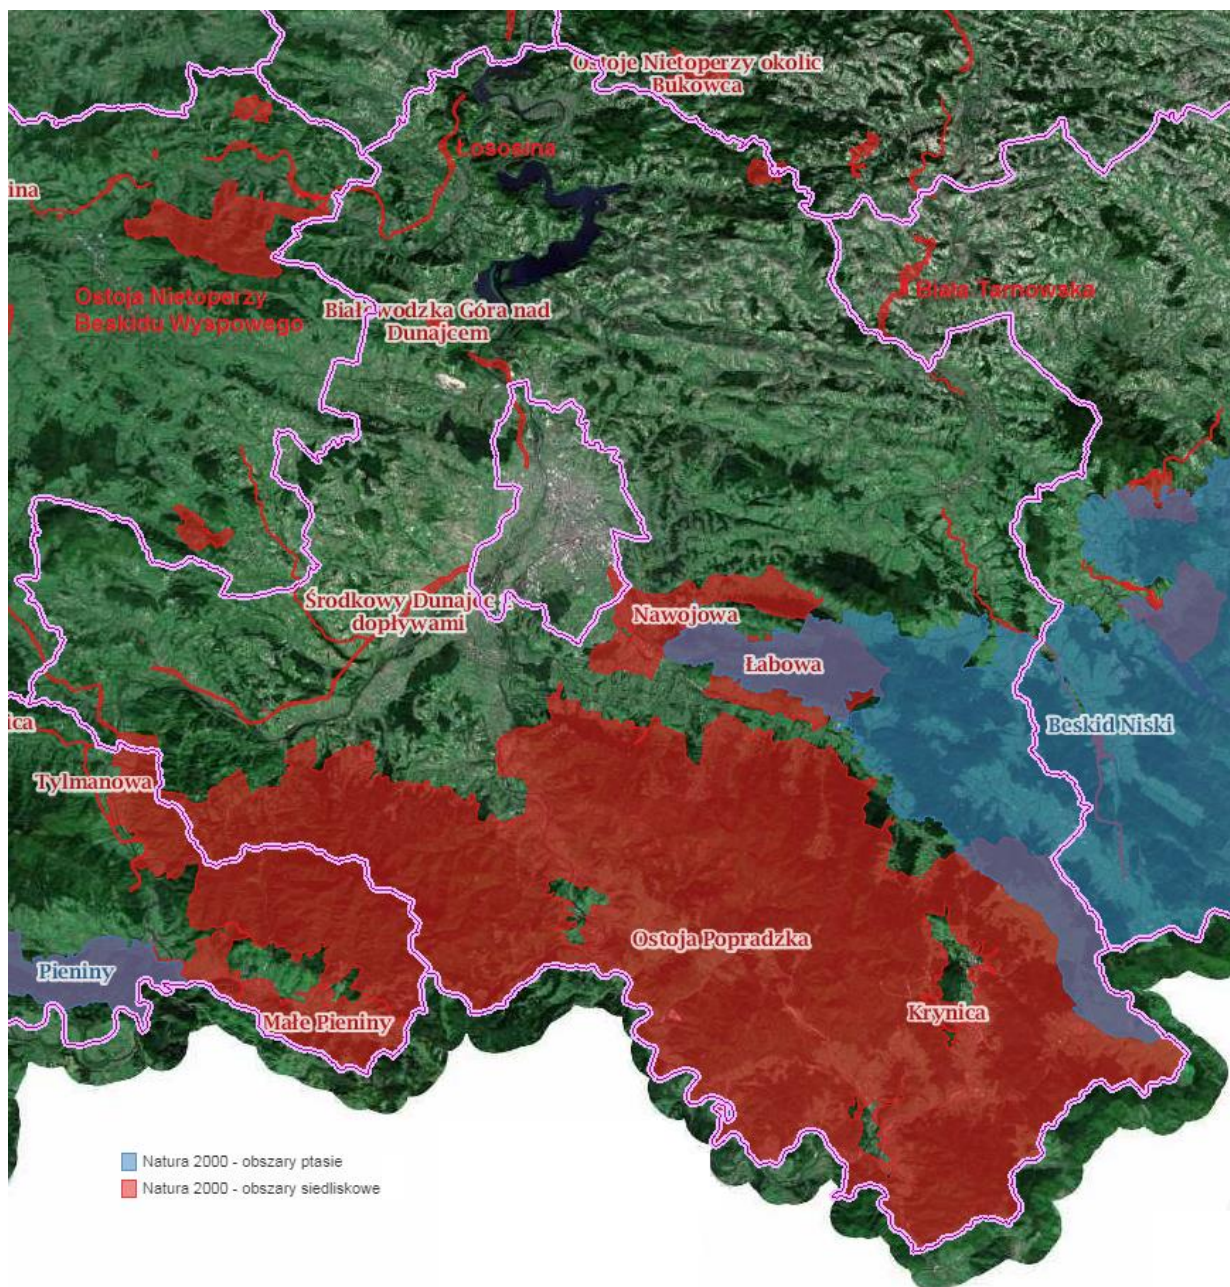 Ostoje Nietoperzy okolic
Bukowca
Łososina
ina
Ostoja Nietoperzy
Beskidu Wyspowego
Białowodzka Góra nad
Dunajcem
Biała Tarnowska
Środkowy Dunajec z
dopływami
Nawojowa
Łabowa
Beskid Niski
ica
Tylmanowa
Ostoja Popradzka
Pieniny
Krynica
Małe Pieniny
Natura 2000 - obszary ptasie
Natura 2000 - obszary siedliskowe